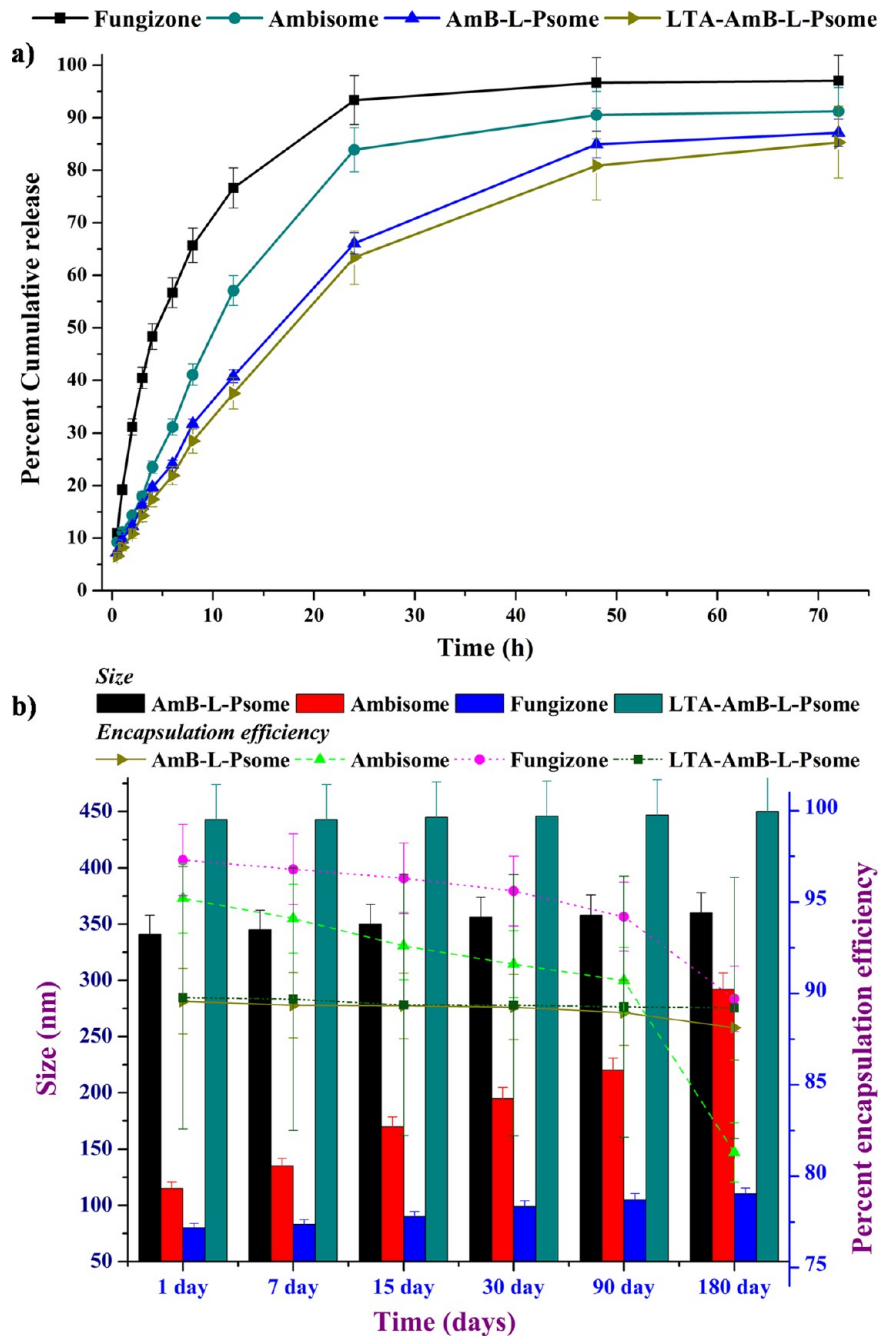 Fungizone Ambisome AmB-L-Psome LTA-AmB-L-Psome
a)
100
90
80
70
60
50
40
30
20
10
0
Percent Cumulative release
0 10 20 30 40 50 60 70
Time (h)
Size
b)
AmB-L-Psome Ambisome Fungizone LTA-AmB-L-Psome
Encapsulatiom efficiency
AmB-L-Psome Ambisome Fungizone LTA-AmB-L-Psome
450
400
350
300
250
200
150
100
50
Size (nm)
100
95
90
85
80
75
Percent encapsulation efficiency
1 day 7 day 15 day 30 day 90 day 180 day
Time (days)